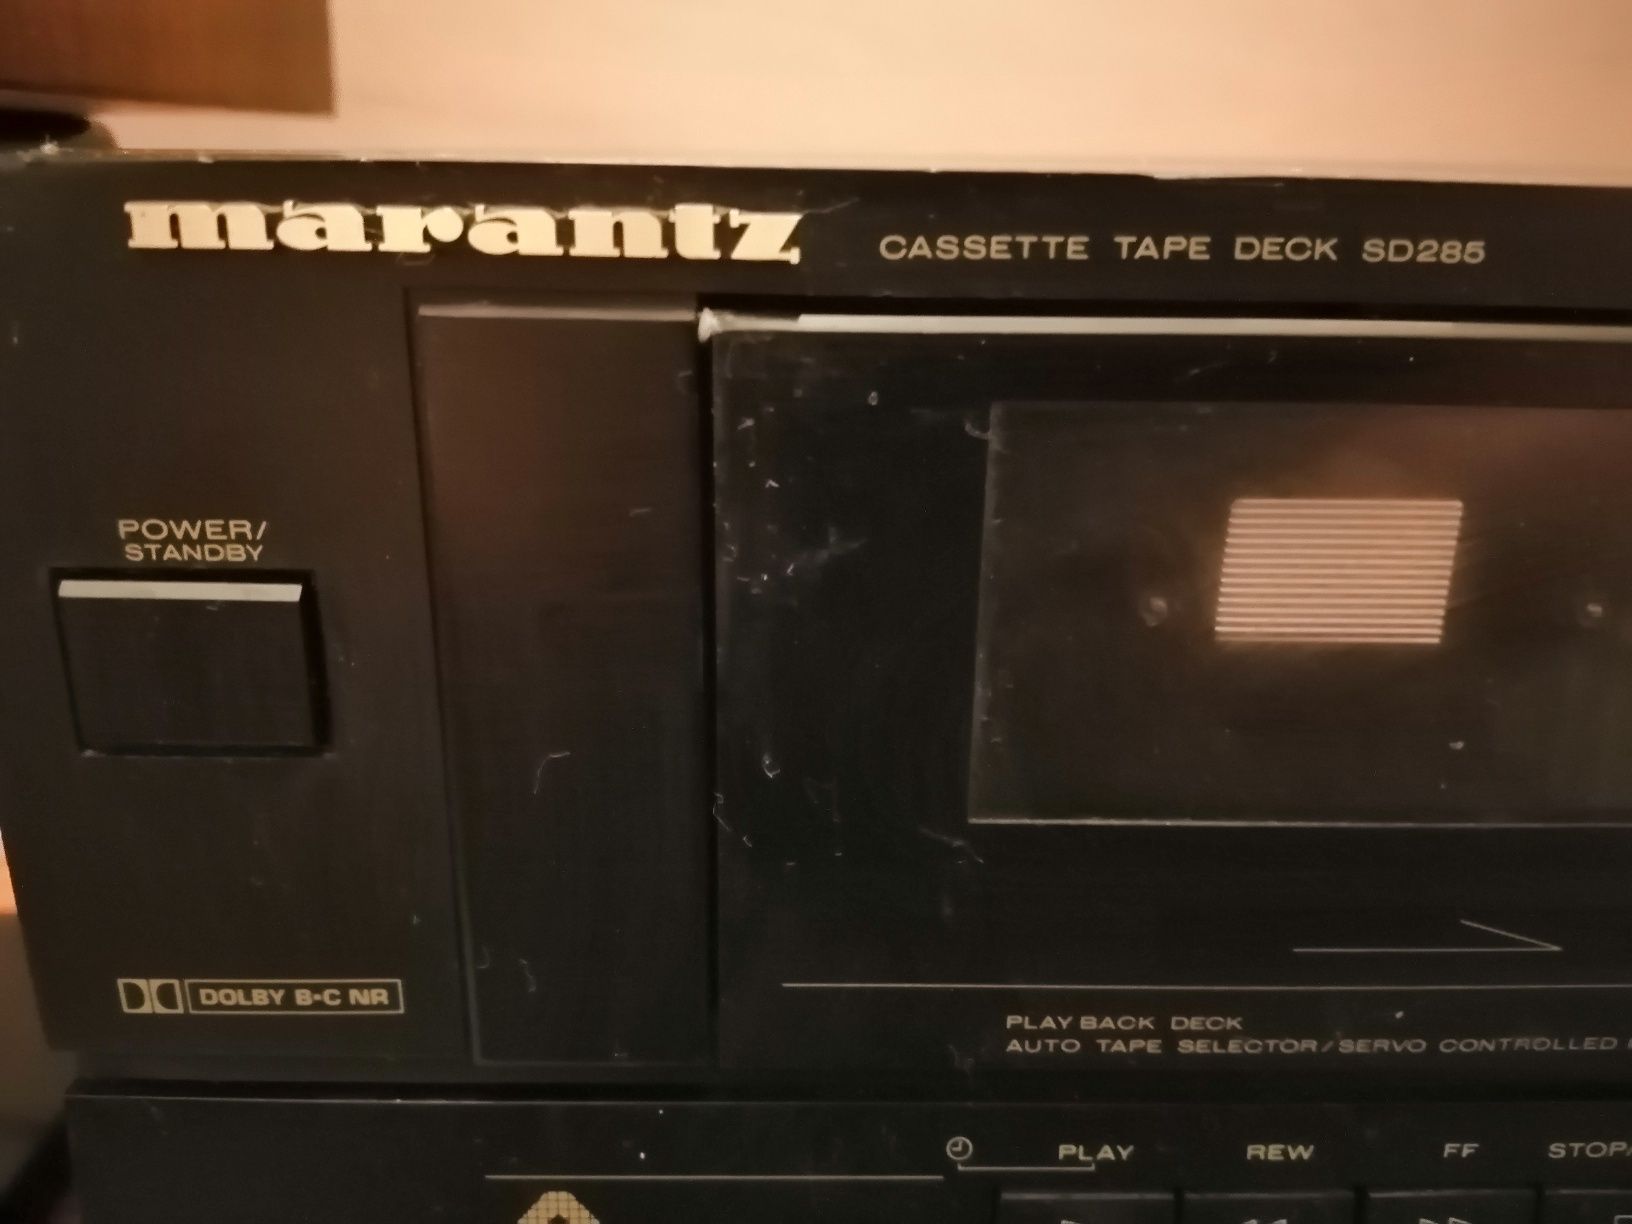 marantz
CASSETTE TAPE DECK SD285
POWER/
STANDBY
DOLBY B·C NR
PLAY BACK DECK
AUTO TAPE SELECTOR/SERVO CONTROLLED
PLAY REW FF STOP/